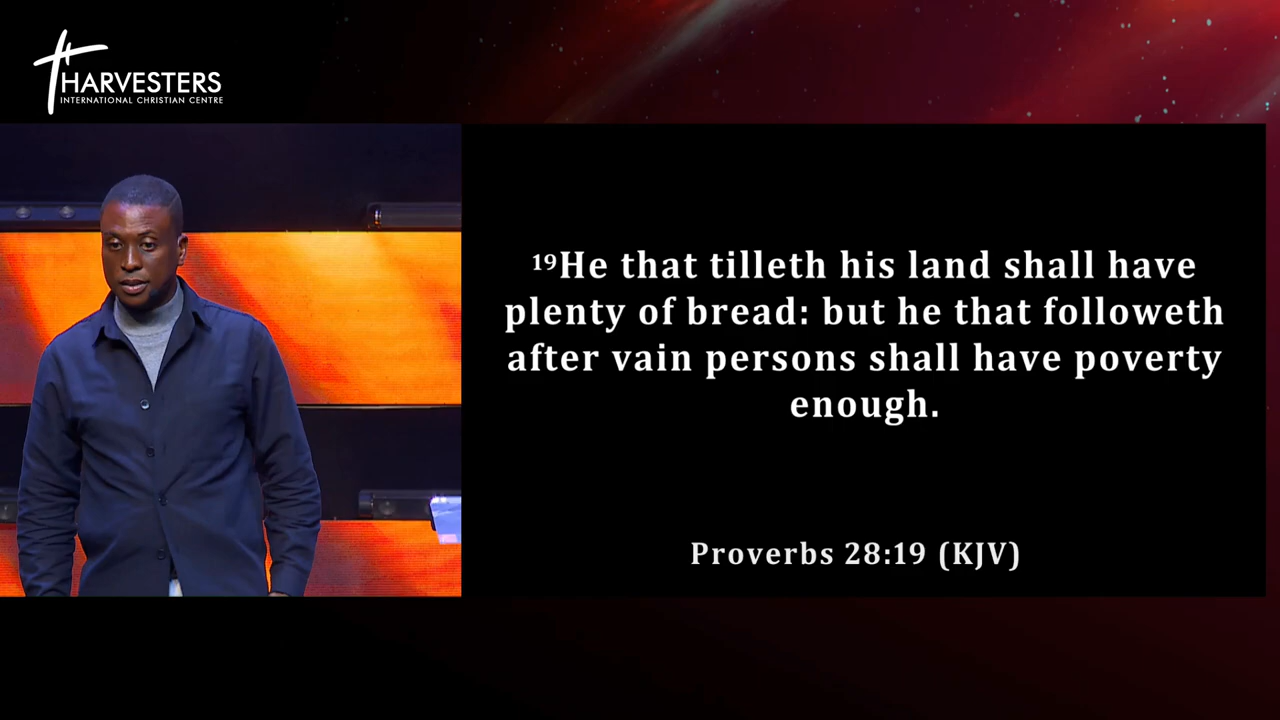 HARVESTERS
INTERNATIONAL CHRISTIAN CENTRE
¹⁹He that tilleth his land shall have
plenty of bread: but he that followeth
after vain persons shall have poverty
enough.
Proverbs 28:19 (KJV)